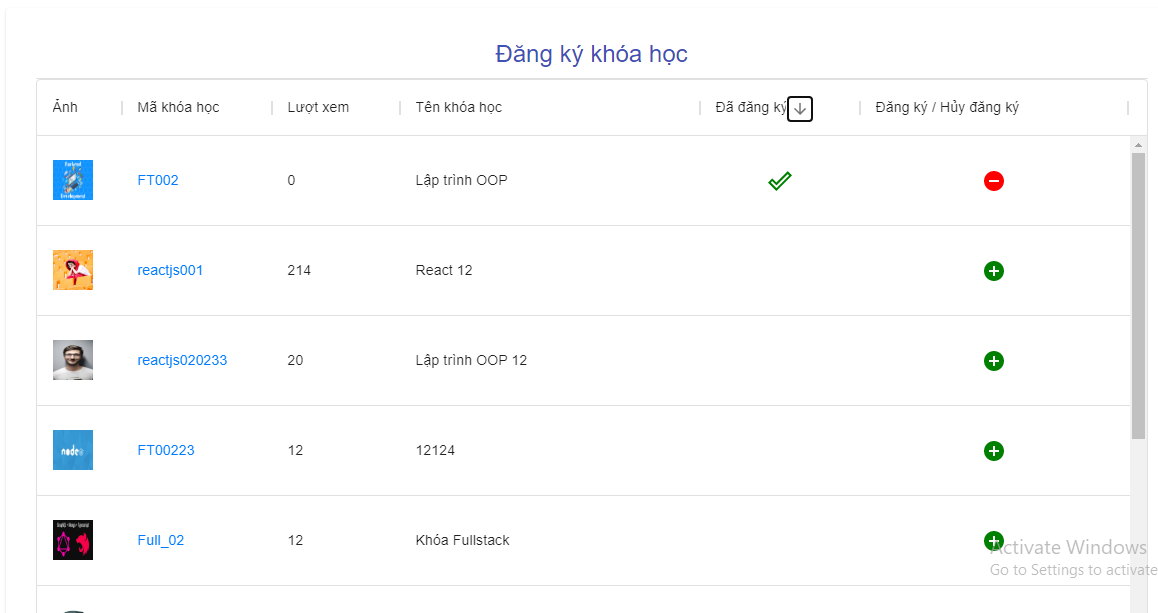 Đăng ký khóa học
Ảnh Mã khóa học Lượt xem Tên khóa học Đã đăng ký Đăng ký / Hủy đăng ký
FT002 0 Lập trình OOP
reactjs001 214 React 12
reactjs020233 20 Lập trình OOP 12
node
FT00223 12 12124
Full_02 12 Khóa Fullstack
Activate Windows
Go to Settings to activate